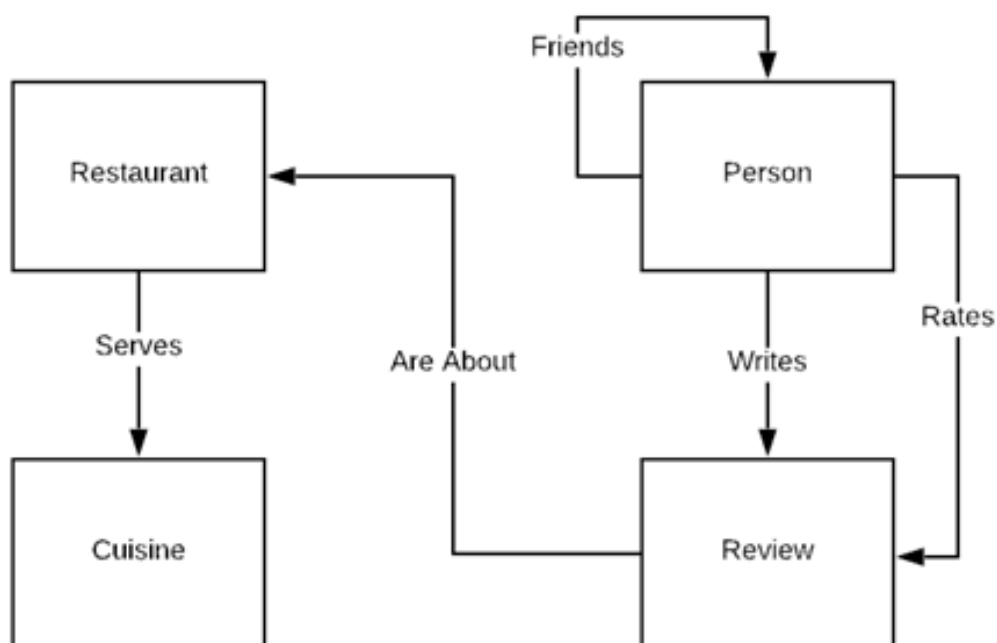 Friends
Restaurant
Person
Rates
Serves
Are About
Writes
Cuisine
Review